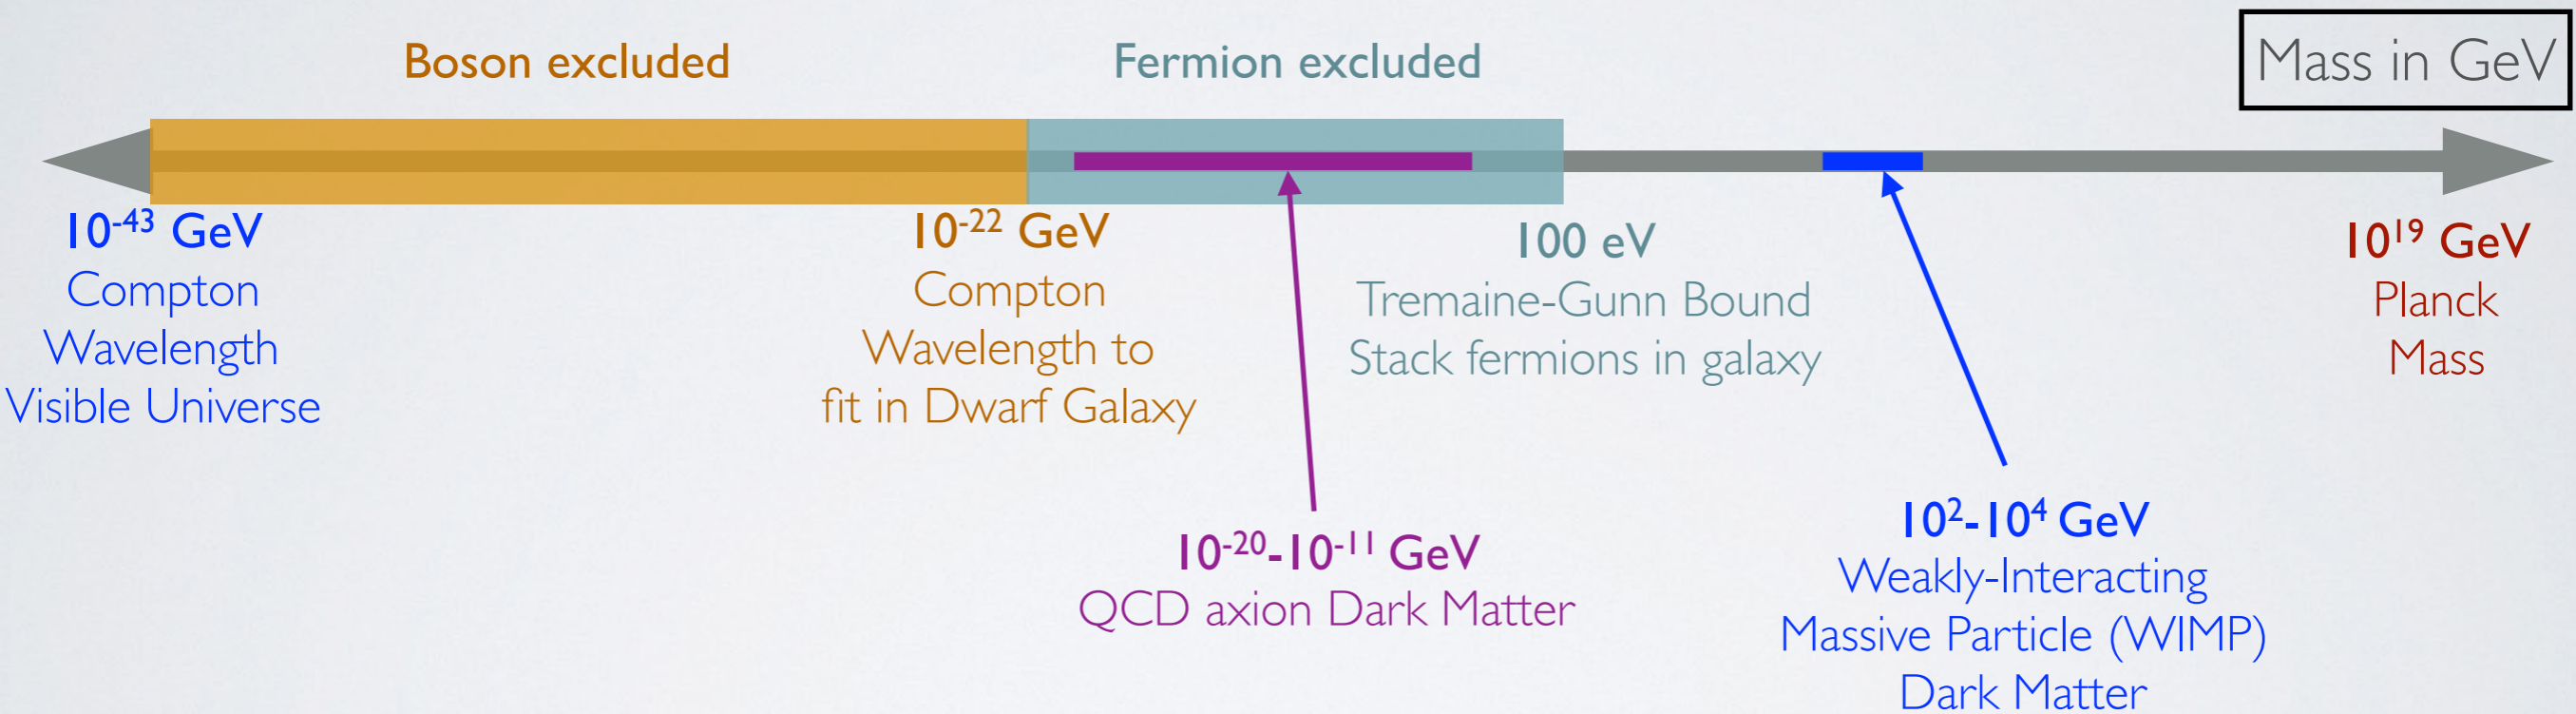 Boson excluded
Fermion excluded
Mass in GeV
10⁻⁴³ GeV
Compton
Wavelength
Visible Universe
10⁻²² GeV
Compton
Wavelength to
fit in Dwarf Galaxy
100 eV
Tremaine-Gunn Bound
Stack fermions in galaxy
10¹⁹ GeV
Planck
Mass
10⁻²⁰-10⁻¹¹ GeV
QCD axion Dark Matter
10²-10⁴ GeV
Weakly-Interacting
Massive Particle (WIMP)
Dark Matter